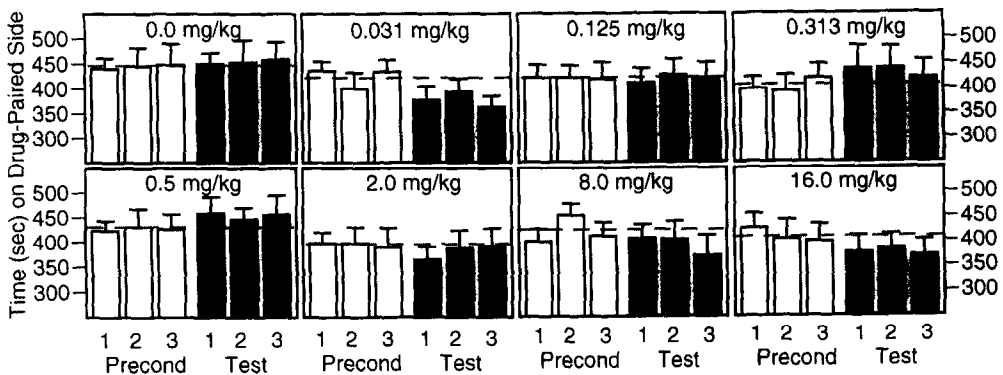 Time (sec) on Drug-Paired Side
0.0 mg/kg 0.031 mg/kg 0.125 mg/kg 0.313 mg/kg
500 500
450 450
400 400
350 350
300 300
0.5 mg/kg 2.0 mg/kg 8.0 mg/kg 16.0 mg/kg
500 500
450 450
400 400
350 350
300 300
1 2 3 1 2 3 1 2 3 1 2 3 1 2 3 1 2 3 1 2 3 1 2 3
Precond Test Precond Test Precond Test Precond Test